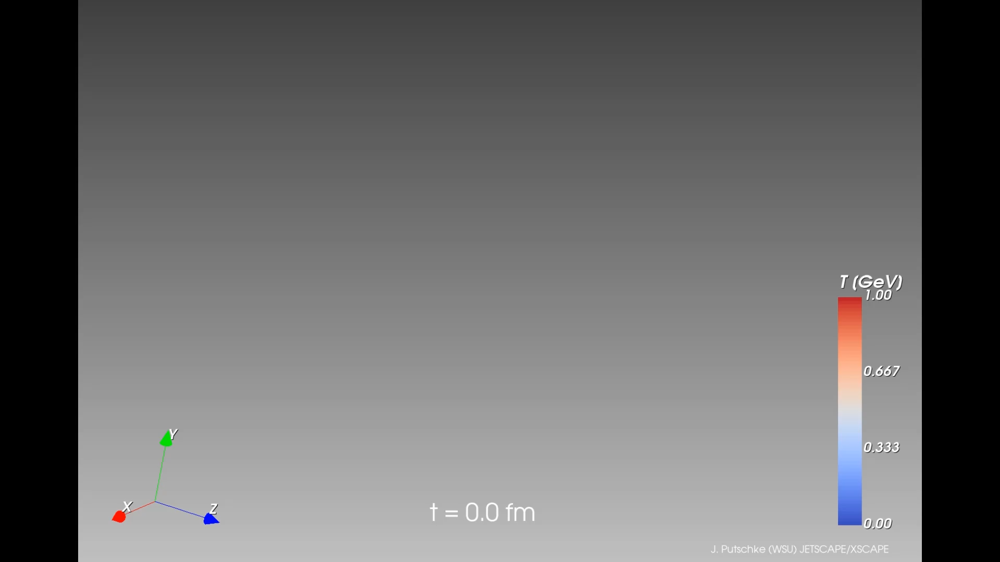 T (GeV)
1.00
0.667
0.333
0.00
Y
X
Z
t = 0.0 fm
J. Putschke (WSU) JETSCAPE/XSCAPE